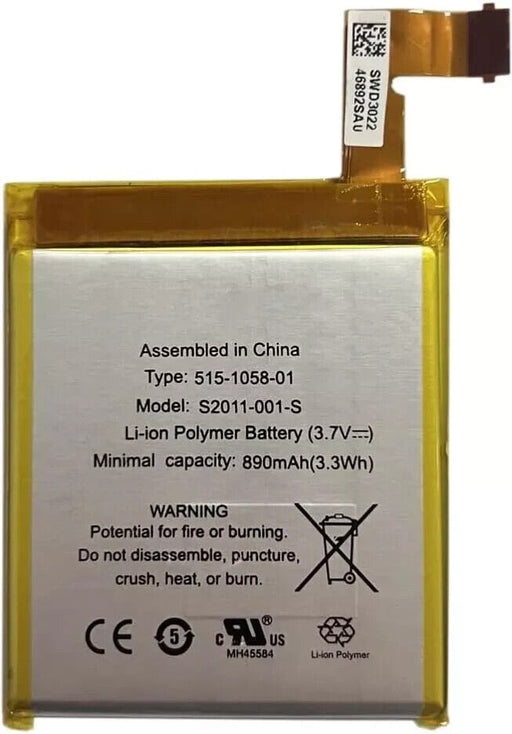 SWD3022
46892SAU
Assembled in China
Type: 515-1058-01
Model: S2011-001-S
Li-ion Polymer Battery (3.7V⎓)
Minimal capacity: 890mAh(3.3Wh)
WARNING
Potential for fire or burning.
Do not disassemble, puncture,
crush, heat, or burn.
CE 5 c RU® US
MH45584
Li-ion Polymer